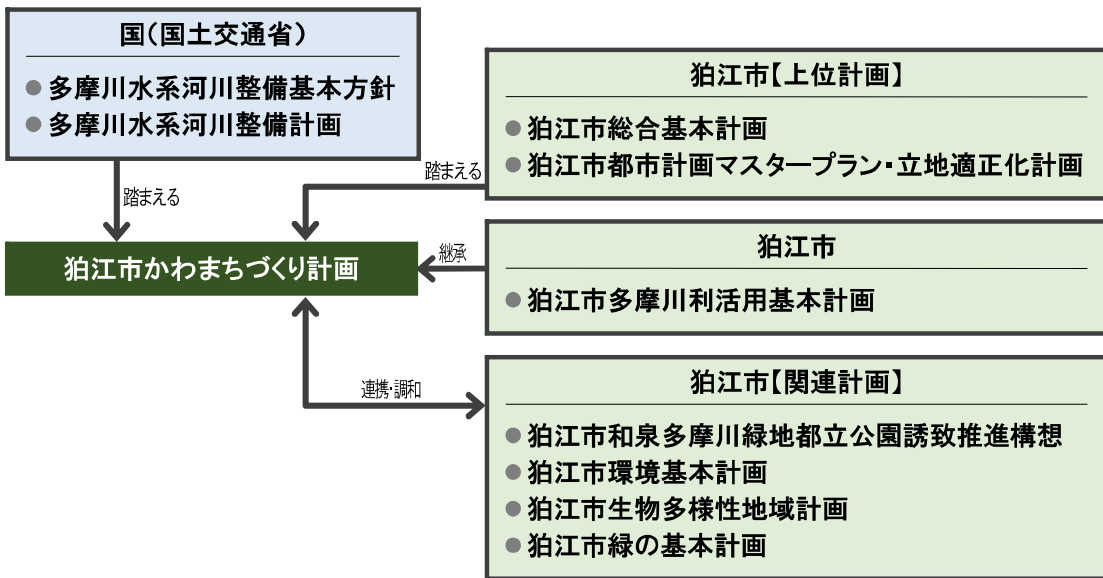 国(国土交通省)
● 多摩川水系河川整備基本方針
● 多摩川水系河川整備計画
踏まえる
狛江市【上位計画】
● 狛江市総合基本計画
● 狛江市都市計画マスタープラン・立地適正化計画
踏まえる
狛江市かわまちづくり計画
継承
狛江市
● 狛江市多摩川利活用基本計画
連携・調和
狛江市【関連計画】
● 狛江市和泉多摩川緑地都立公園誘致推進構想
● 狛江市環境基本計画
● 狛江市生物多様性地域計画
● 狛江市緑の基本計画